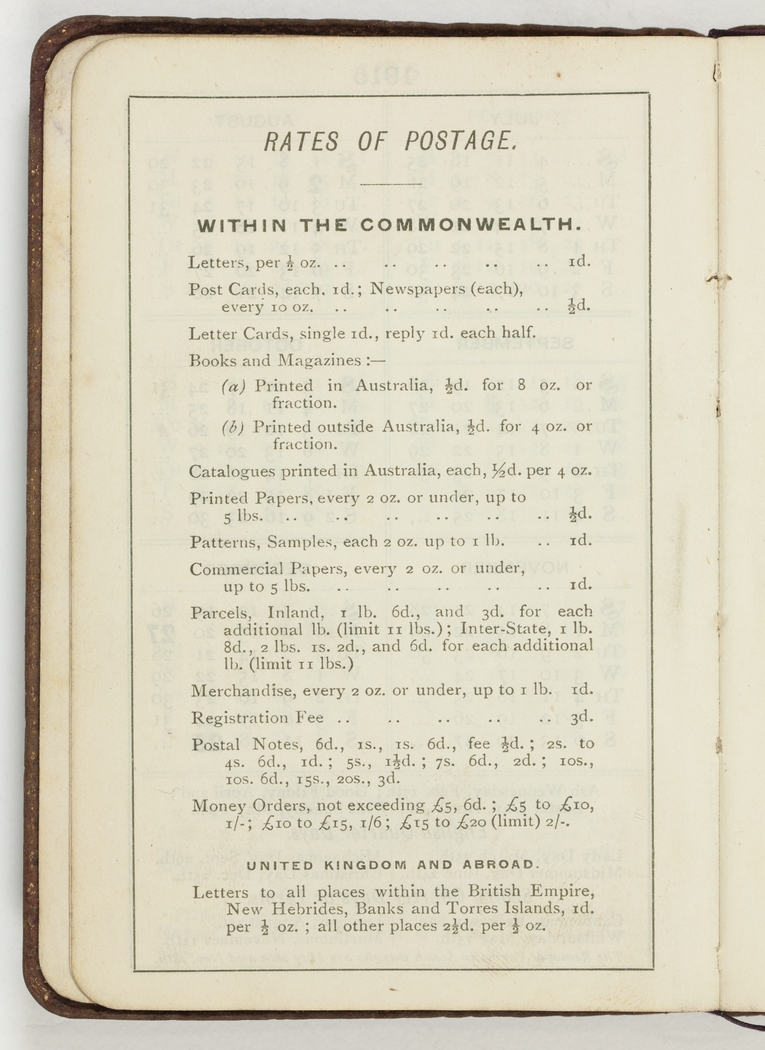 RATES OF POSTAGE.
WITHIN THE COMMONWEALTH.
Letters, per ½ oz. .. .. .. .. .. 1d.
Post Cards, each. 1d.; Newspapers (each),
every 10 oz. .. .. .. .. .. ½d.
Letter Cards, single 1d., reply 1d. each half.
Books and Magazines :—
(a) Printed in Australia, ½d. for 8 oz. or
fraction.
(b) Printed outside Australia, ½d. for 4 oz. or
fraction.
Catalogues printed in Australia, each, ½d. per 4 oz.
Printed Papers, every 2 oz. or under, up to
5 lbs. .. .. .. .. .. .. ½d.
Patterns, Samples, each 2 oz. up to 1 lb. .. 1d.
Commercial Papers, every 2 oz. or under,
up to 5 lbs. .. .. .. .. .. 1d.
Parcels, Inland, 1 lb. 6d., and 3d. for each
additional lb. (limit 11 lbs.) ; Inter-State, 1 lb.
8d., 2 lbs. 1s. 2d., and 6d. for each additional
lb. (limit 11 lbs.)
Merchandise, every 2 oz. or under, up to 1 lb. 1d.
Registration Fee .. .. .. .. .. 3d.
Postal Notes, 6d., 1s., 1s. 6d., fee ½d. ; 2s. to
4s. 6d., 1d. ; 5s., 1½d. ; 7s. 6d., 2d. ; 10s.,
10s. 6d., 15s., 20s., 3d.
Money Orders, not exceeding £5, 6d. ; £5 to £10,
1/-; £10 to £15, 1/6 ; £15 to £20 (limit) 2/-.
UNITED KINGDOM AND ABROAD.
Letters to all places within the British Empire,
New Hebrides, Banks and Torres Islands, 1d.
per ½ oz. ; all other places 2½d. per ½ oz.